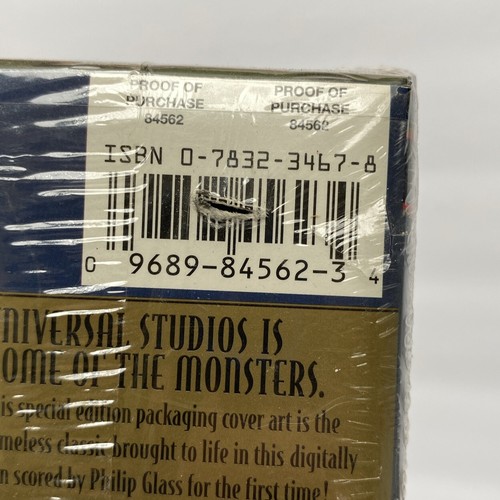 PROOF OF PURCHASE 84562
PROOF OF PURCHASE 84562
ISBN 0-7832-3467-8
0 9689-84562-3 4
NIVERSAL STUDIOS IS
OME OF THE MONSTERS.
is special edition packaging cover art is the
meless classic brought to life in this digitally
n scored by Philip Glass for the first time!